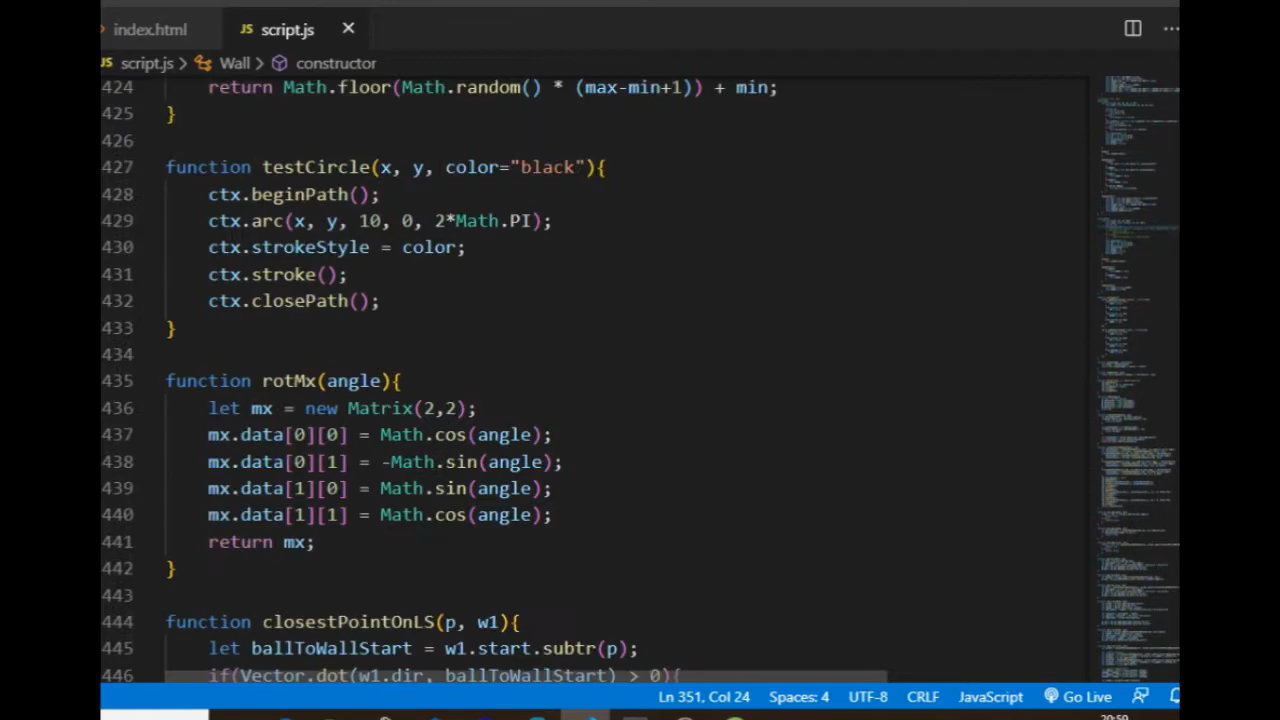 index.html JS script.js
JS script.js > Wall > constructor
424 return Math.floor(Math.random() * (max-min+1)) + min;
425 }
426
427 function testCircle(x, y, color="black"){
428 ctx.beginPath();
429 ctx.arc(x, y, 10, 0, 2*Math.PI);
430 ctx.strokeStyle = color;
431 ctx.stroke();
432 ctx.closePath();
433 }
434
435 function rotMx(angle){
436 let mx = new Matrix(2,2);
437 mx.data[0][0] = Math.cos(angle);
438 mx.data[0][1] = -Math.sin(angle);
439 mx.data[1][0] = Math.sin(angle);
440 mx.data[1][1] = Math.cos(angle);
441 return mx;
442 }
443
444 function closestPointOnLS(p, w1){
445 let ballToWallStart = w1.start.subtr(p);
446 if(Vector.dot(w1.dir, ballToWallStart) > 0){
Ln 351, Col 24 Spaces: 4 UTF-8 CRLF JavaScript Go Live
20:50